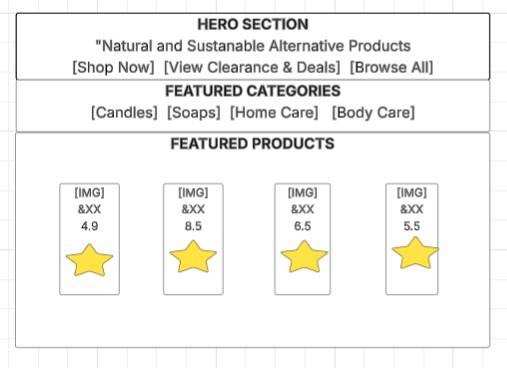 HERO SECTION
"Natural and Sustanable Alternative Products
[Shop Now] [View Clearance & Deals] [Browse All]
FEATURED CATEGORIES
[Candles] [Soaps] [Home Care] [Body Care]
FEATURED PRODUCTS
[IMG] [IMG] [IMG] [IMG]
&XX &XX &XX &XX
4.9 8.5 6.5 5.5